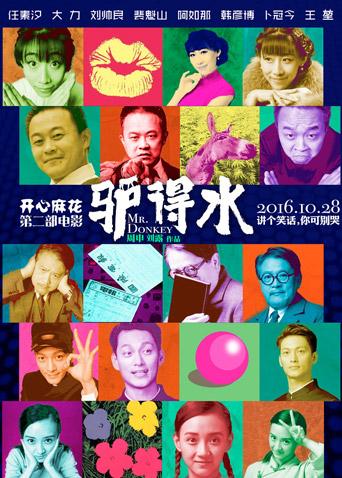 任素汐 大力 刘帅良 裴魁山 阿如那 韩彦博 卜冠今 王堃
开心麻花
第二部电影
驴得水
MR.
DONKEY
周申 刘露 作品
2016.10.28
讲个笑话,你可别哭